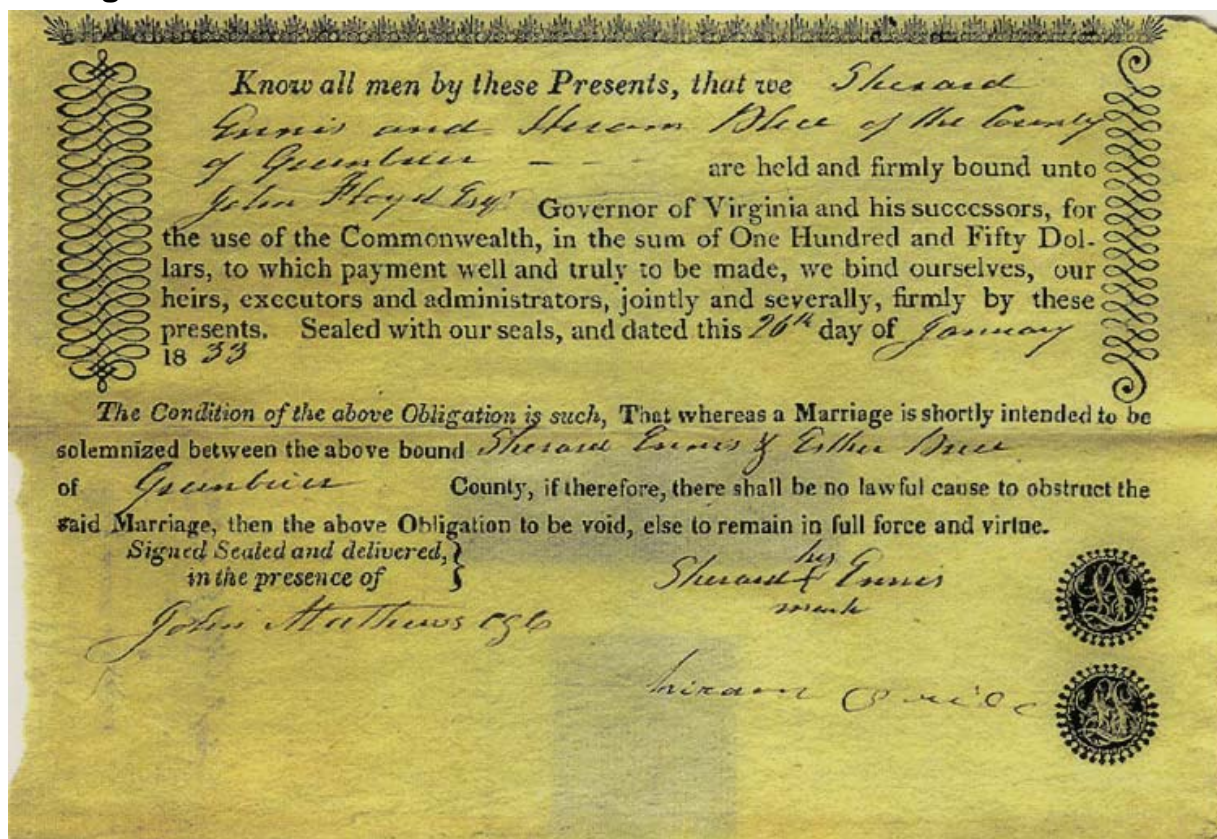 Know all men by these Presents, that we Sherard
Ennis and Hiram Blue of the County
of Greenbrier - - - are held and firmly bound unto
John Floyd Esqr Governor of Virginia and his successors, for
the use of the Commonwealth, in the sum of One Hundred and Fifty Dol-
lars, to which payment well and truly to be made, we bind ourselves, our
heirs, executors and administrators, jointly and severally, firmly by these
presents. Sealed with our seals, and dated this 26th day of January
18 33
The Condition of the above Obligation is such, That whereas a Marriage is shortly intended to be
solemnized between the above bound Sherard Ennis & Esther
of Greenbrier County, if therefore, there shall be no lawful cause to obstruct the
said Marriage, then the above Obligation to be void, else to remain in full force and virtue.
Signed Sealed and delivered, }
in the presence of
his
Sherard X Ennis
mark
John Mathews
hiram